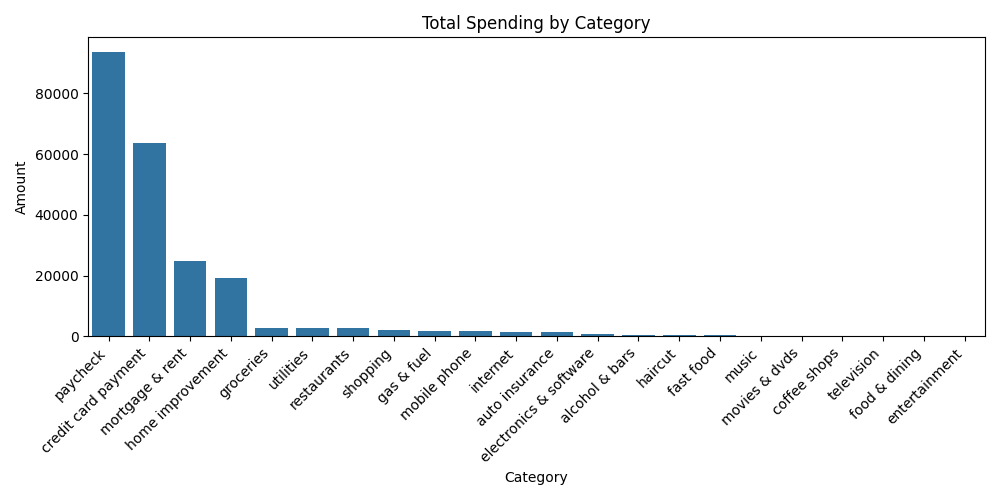 Total Spending by Category
Amount
80000
60000
40000
20000
0
paycheck
credit card payment
mortgage & rent
home improvement
groceries
utilities
restaurants
shopping
gas & fuel
mobile phone
internet
auto insurance
electronics & software
alcohol & bars
haircut
fast food
music
movies & dvds
coffee shops
television
food & dining
entertainment
Category